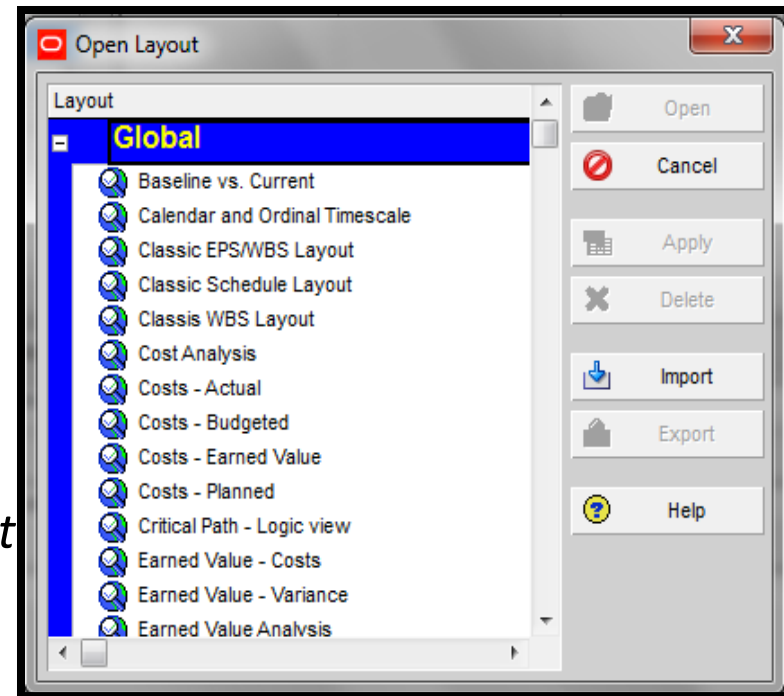 Open Layout
Layout
Global
Baseline vs. Current
Calendar and Ordinal Timescale
Classic EPS/WBS Layout
Classic Schedule Layout
Classis WBS Layout
Cost Analysis
Costs - Actual
Costs - Budgeted
Costs - Earned Value
Costs - Planned
Critical Path - Logic view
Earned Value - Costs
Earned Value - Variance
Earned Value Analysis
Open
Cancel
Apply
Delete
Import
Export
Help
t